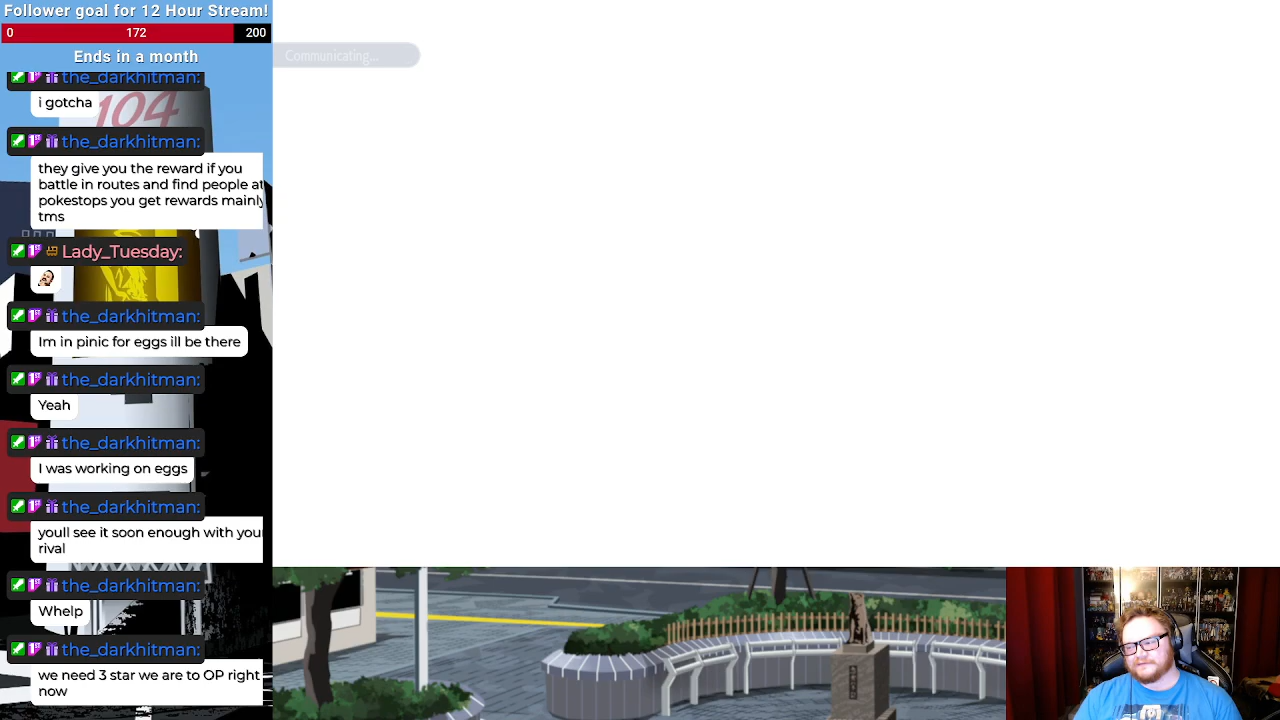 Follower goal for 12 Hour Stream!
0 172 200
Ends in a month
the_darkhitman:
i gotcha
104
the_darkhitman:
they give you the reward if you
battle in routes and find people at
pokestops you get rewards mainly
tms
Lady_Tuesday:
the_darkhitman:
Im in pinic for eggs ill be there
the_darkhitman:
Yeah
the_darkhitman:
I was working on eggs
the_darkhitman:
youll see it soon enough with your
rival
the_darkhitman:
Whelp
the_darkhitman:
we need 3 star we are to OP right
now
Communicating...